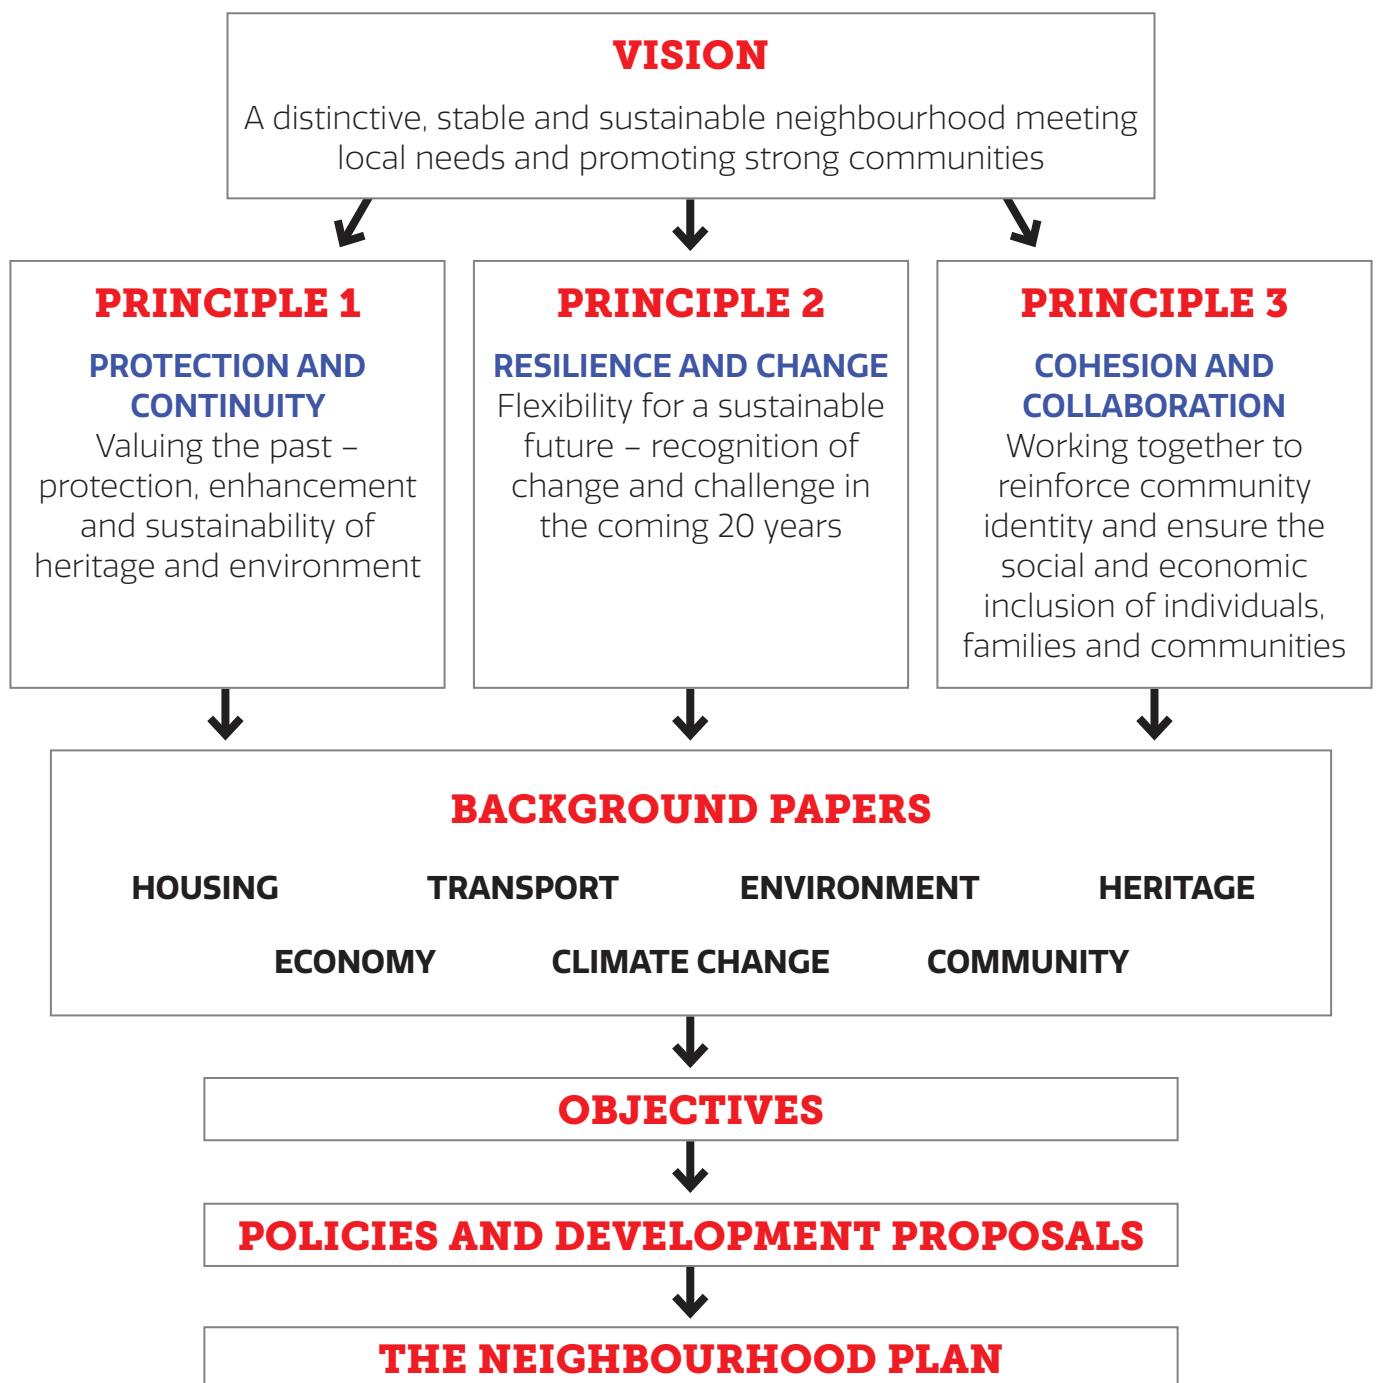 VISION
A distinctive, stable and sustainable neighbourhood meeting
local needs and promoting strong communities
PRINCIPLE 1
PROTECTION AND
CONTINUITY
Valuing the past –
protection, enhancement
and sustainability of
heritage and environment
PRINCIPLE 2
RESILIENCE AND CHANGE
Flexibility for a sustainable
future – recognition of
change and challenge in
the coming 20 years
PRINCIPLE 3
COHESION AND
COLLABORATION
Working together to
reinforce community
identity and ensure the
social and economic
inclusion of individuals,
families and communities
BACKGROUND PAPERS
HOUSING TRANSPORT ENVIRONMENT HERITAGE
ECONOMY CLIMATE CHANGE COMMUNITY
OBJECTIVES
POLICIES AND DEVELOPMENT PROPOSALS
THE NEIGHBOURHOOD PLAN